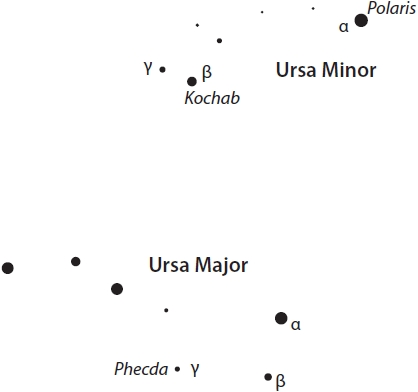 Polaris
α
Ursa Minor
γ
β
Kochab
Ursa Major
α
Phecda γ
β